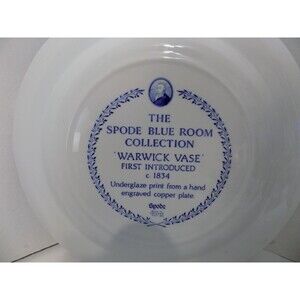 THE
SPODE BLUE ROOM
COLLECTION
'WARWICK VASE'
FIRST INTRODUCED
c 1834
Underglaze print from a hand
engraved copper plate.
Spode